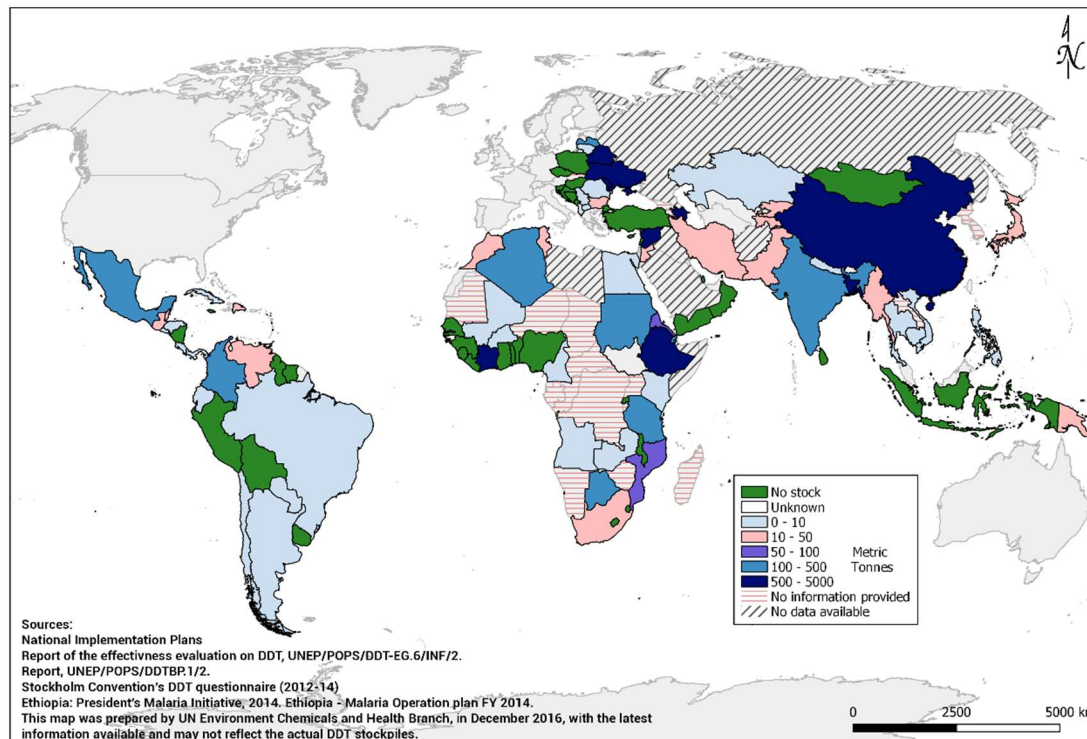 N
No stock
Unknown
0 - 10
10 - 50
50 - 100
100 - 500
500 - 5000
Metric
Tonnes
No information provided
No data available
Sources:
National Implementation Plans
Report of the effectivness evaluation on DDT, UNEP/POPS/DDT-EG.6/INF/2.
Report, UNEP/POPS/DDTBP.1/2.
Stockholm Convention's DDT questionnaire (2012-14)
Ethiopia: President's Malaria Initiative, 2014. Ethiopia - Malaria Operation plan FY 2014.
This map was prepared by UN Environment Chemicals and Health Branch, in December 2016, with the latest
information available and may not reflect the actual DDT stockpiles.
0 2500 5000 km